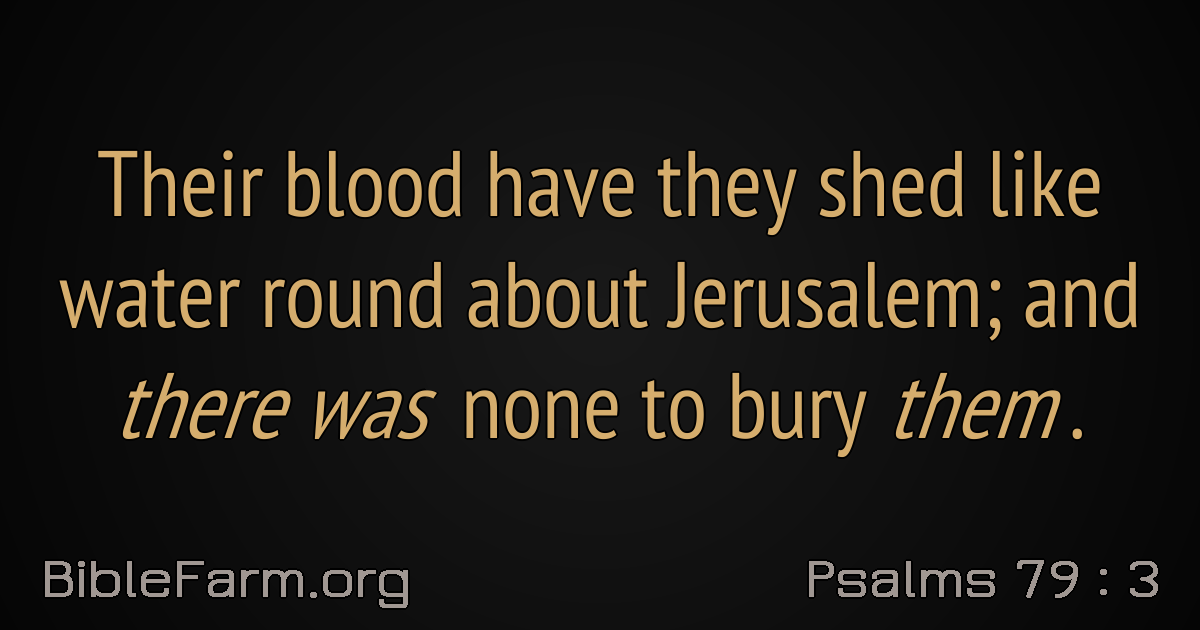 Their blood have they shed like
water round about Jerusalem; and
there was none to bury them.
BibleFarm.org
Psalms 79 : 3